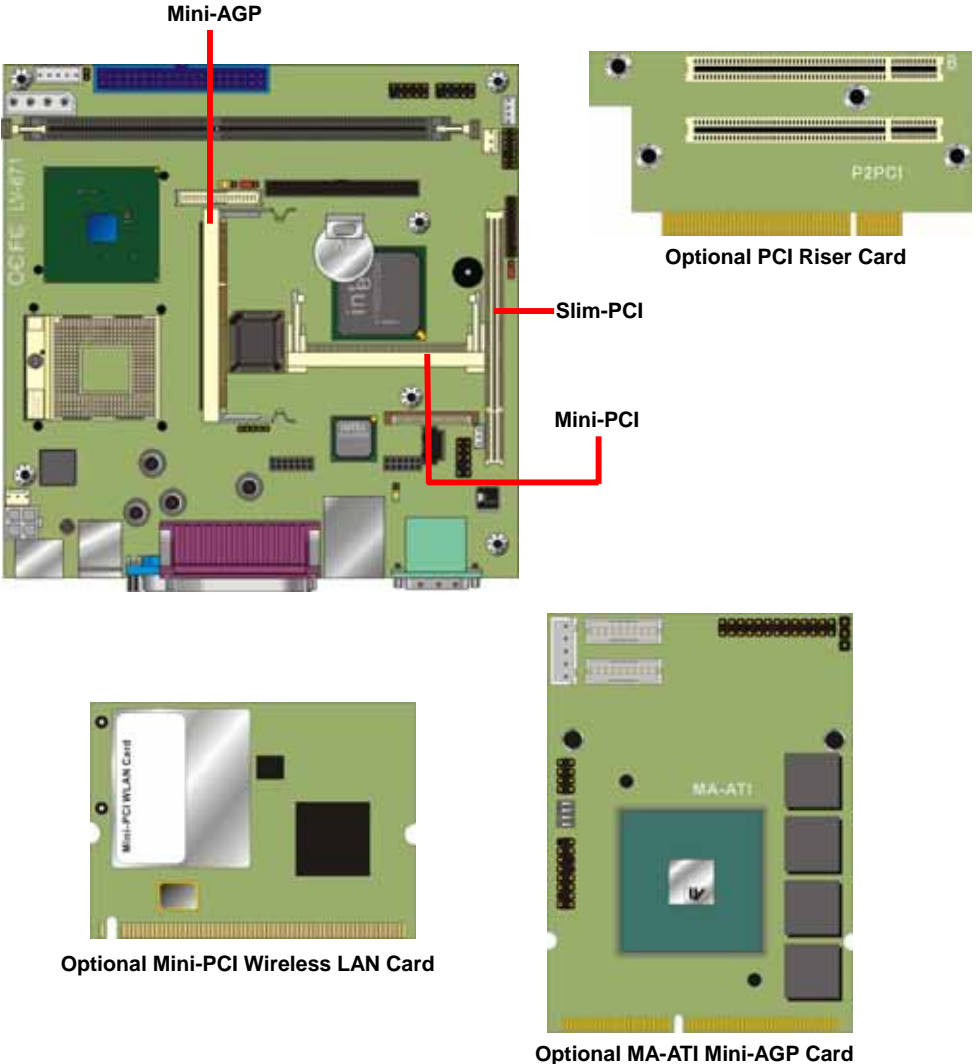 Mini-AGP
B
P2PCI
Optional PCI Riser Card
LV-671
Slim-PCI
Mini-PCI
Mini-PCI WLAN Card
Optional Mini-PCI Wireless LAN Card
MA-ATI
Optional MA-ATI Mini-AGP Card